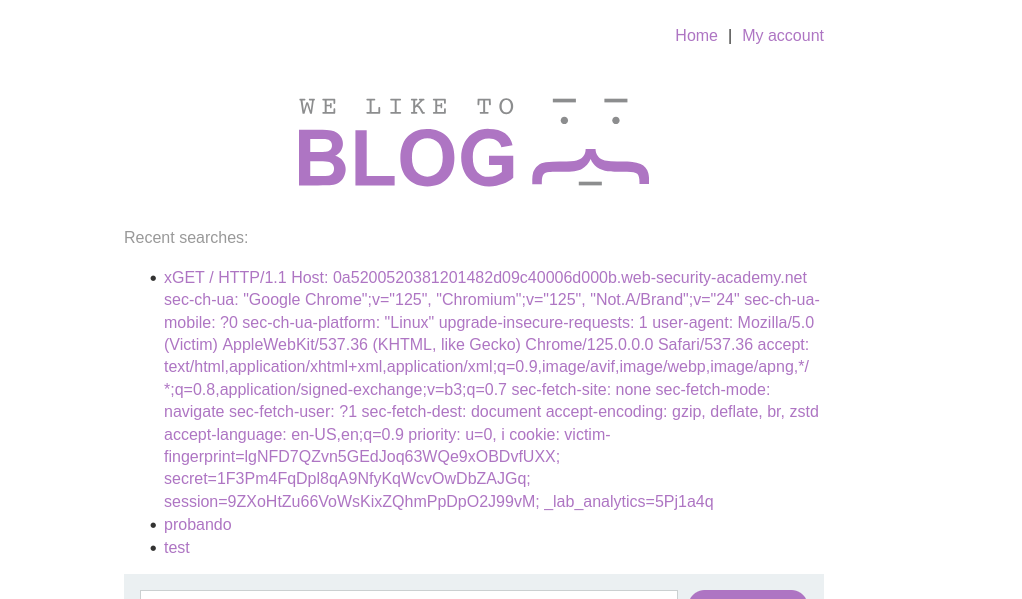 Home | My account
WE LIKE TO
BLOG
Recent searches:
xGET / HTTP/1.1 Host: 0a5200520381201482d09c40006d000b.web-security-academy.net
sec-ch-ua: "Google Chrome";v="125", "Chromium";v="125", "Not.A/Brand";v="24" sec-ch-ua-
mobile: ?0 sec-ch-ua-platform: "Linux" upgrade-insecure-requests: 1 user-agent: Mozilla/5.0
(Victim) AppleWebKit/537.36 (KHTML, like Gecko) Chrome/125.0.0.0 Safari/537.36 accept:
text/html,application/xhtml+xml,application/xml;q=0.9,image/avif,image/webp,image/apng,*/
*;q=0.8,application/signed-exchange;v=b3;q=0.7 sec-fetch-site: none sec-fetch-mode:
navigate sec-fetch-user: ?1 sec-fetch-dest: document accept-encoding: gzip, deflate, br, zstd
accept-language: en-US,en;q=0.9 priority: u=0, i cookie: victim-
fingerprint=lgNFD7QZvn5GEdJoq63WQe9xOBDvfUXX;
secret=1F3Pm4FqDpl8qA9NfyKqWcvOwDbZAJGq;
session=9ZXoHtZu66VoWsKixZQhmPpDpO2J99vM; _lab_analytics=5Pj1a4q
probando
test